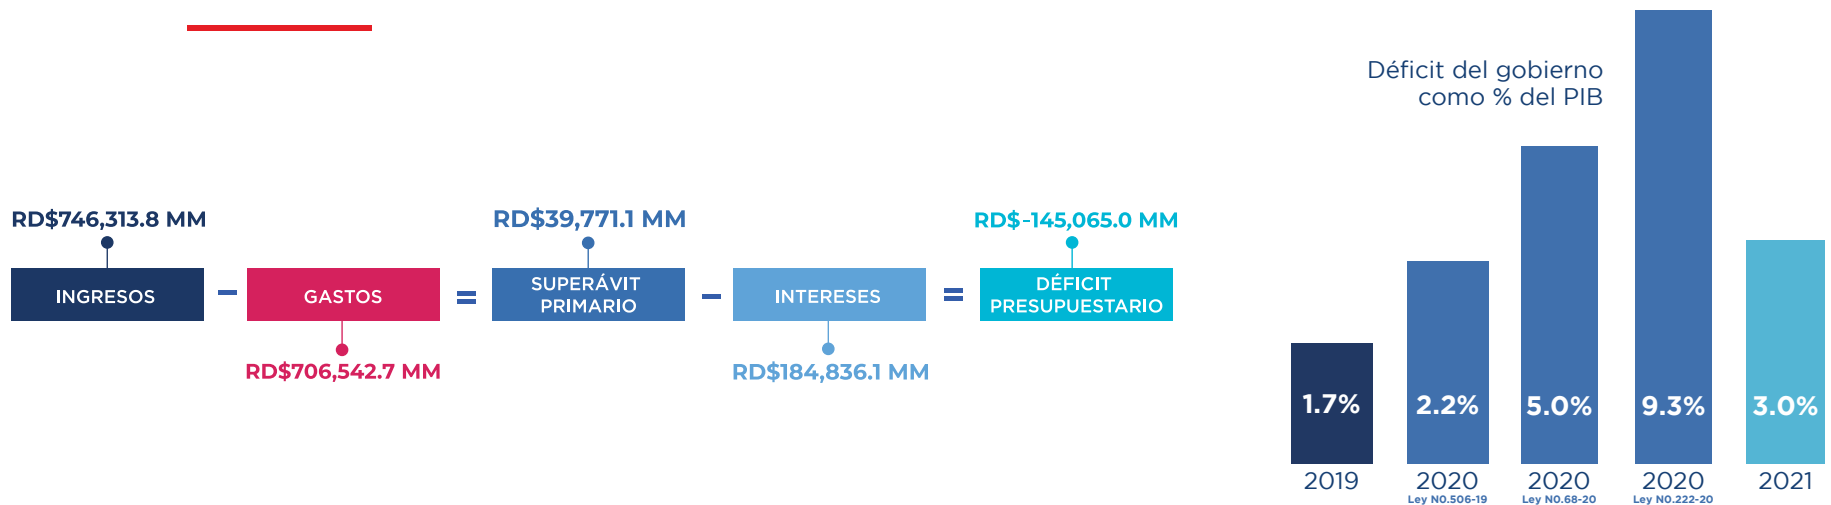 RD$746,313.8 MM
INGRESOS
–
GASTOS
RD$706,542.7 MM
=
RD$39,771.1 MM
SUPERÁVIT
PRIMARIO
–
INTERESES
RD$184,836.1 MM
=
RD$-145,065.0 MM
DÉFICIT
PRESUPUESTARIO
Déficit del gobierno
como % del PIB
1.7%
2.2%
5.0%
9.3%
3.0%
2019
2020
Ley N0.506-19
2020
Ley N0.68-20
2020
Ley N0.222-20
2021